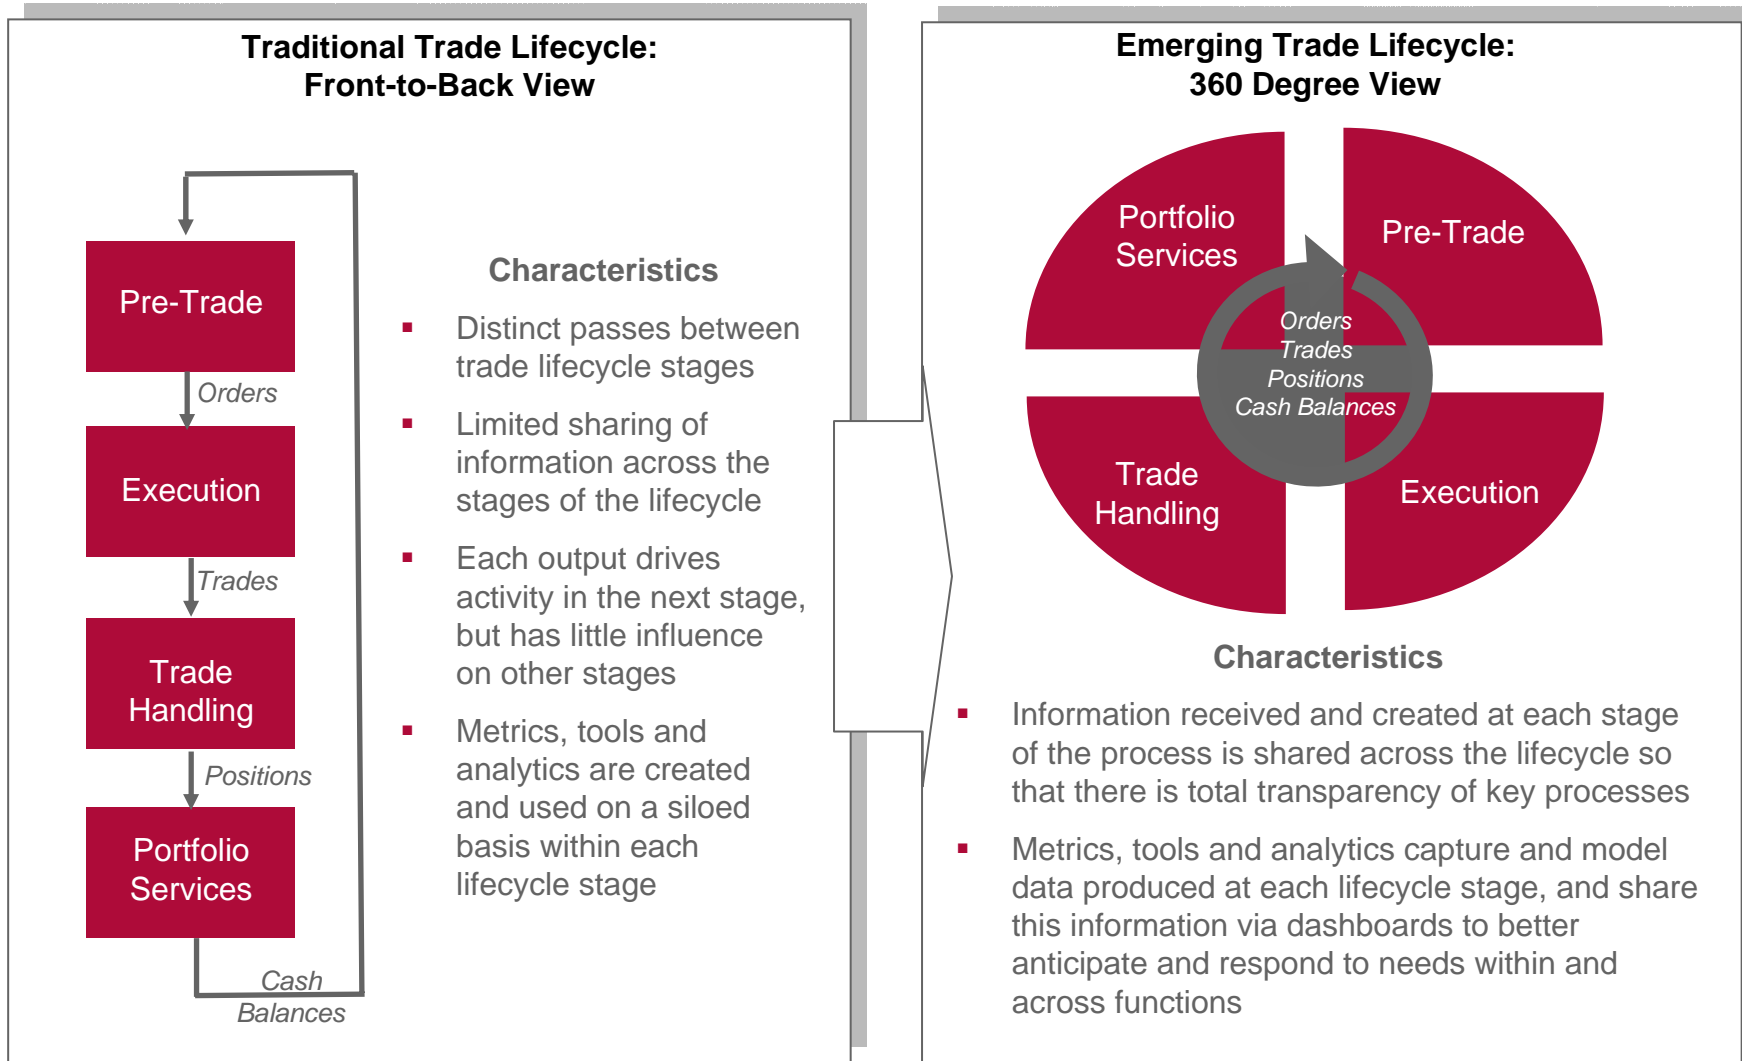 Traditional Trade Lifecycle:
Front-to-Back View
Pre-Trade
Orders
Execution
Trades
Trade
Handling
Positions
Portfolio
Services
Cash
Balances
Characteristics
▪ Distinct passes between
trade lifecycle stages
▪ Limited sharing of
information across the
stages of the lifecycle
▪ Each output drives
activity in the next stage,
but has little influence
on other stages
▪ Metrics, tools and
analytics are created
and used on a siloed
basis within each
lifecycle stage
Emerging Trade Lifecycle:
360 Degree View
Portfolio
Services
Pre-Trade
Orders
Trades
Positions
Cash Balances
Trade
Handling
Execution
Characteristics
▪ Information received and created at each stage
of the process is shared across the lifecycle so
that there is total transparency of key processes
▪ Metrics, tools and analytics capture and model
data produced at each lifecycle stage, and share
this information via dashboards to better
anticipate and respond to needs within and
across functions